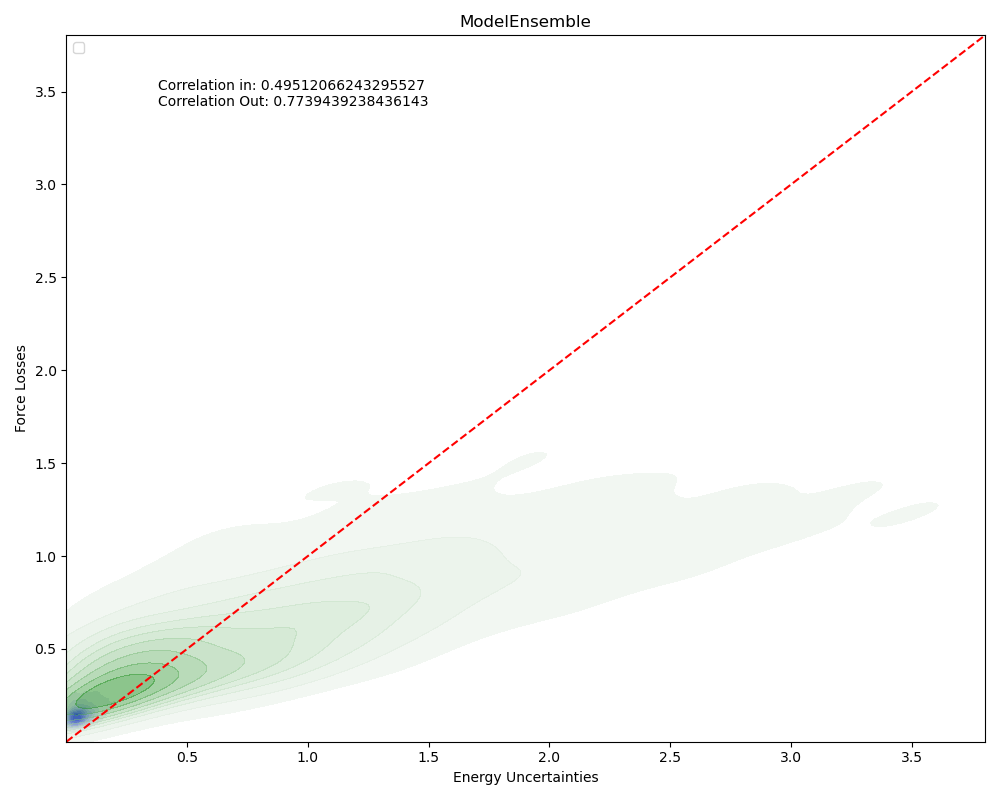 ModelEnsemble
Correlation in: 0.49512066243295527
Correlation Out: 0.7739439238436143
3.5
3.0
2.5
2.0
1.5
1.0
0.5
Force Losses
0.5 1.0 1.5 2.0 2.5 3.0 3.5
Energy Uncertainties